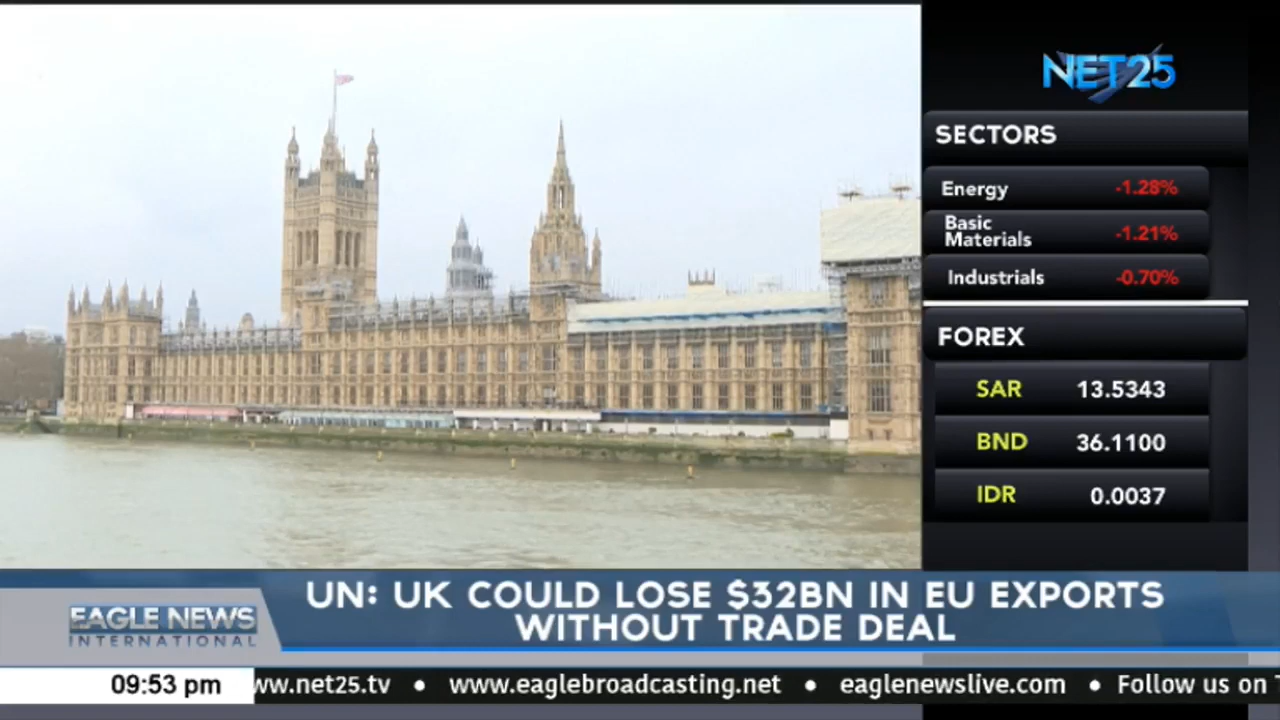 NET25
SECTORS
Energy -1.28%
Basic
Materials -1.21%
Industrials -0.70%
FOREX
SAR 13.5343
BND 36.1100
IDR 0.0037
UN: UK COULD LOSE $32BN IN EU EXPORTS
WITHOUT TRADE DEAL
EAGLE NEWS
INTERNATIONAL
09:53 pm ww.net25.tv • www.eaglebroadcasting.net • eaglenewslive.com • Follow us on